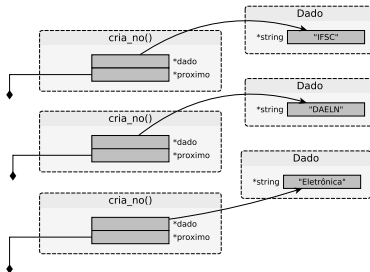 cria_no()
*dado
*proximo
Dado
*string "IFSC"
cria_no()
*dado
*proximo
Dado
*string "DAELN"
cria_no()
*dado
*proximo
Dado
*string "Eletrônica"